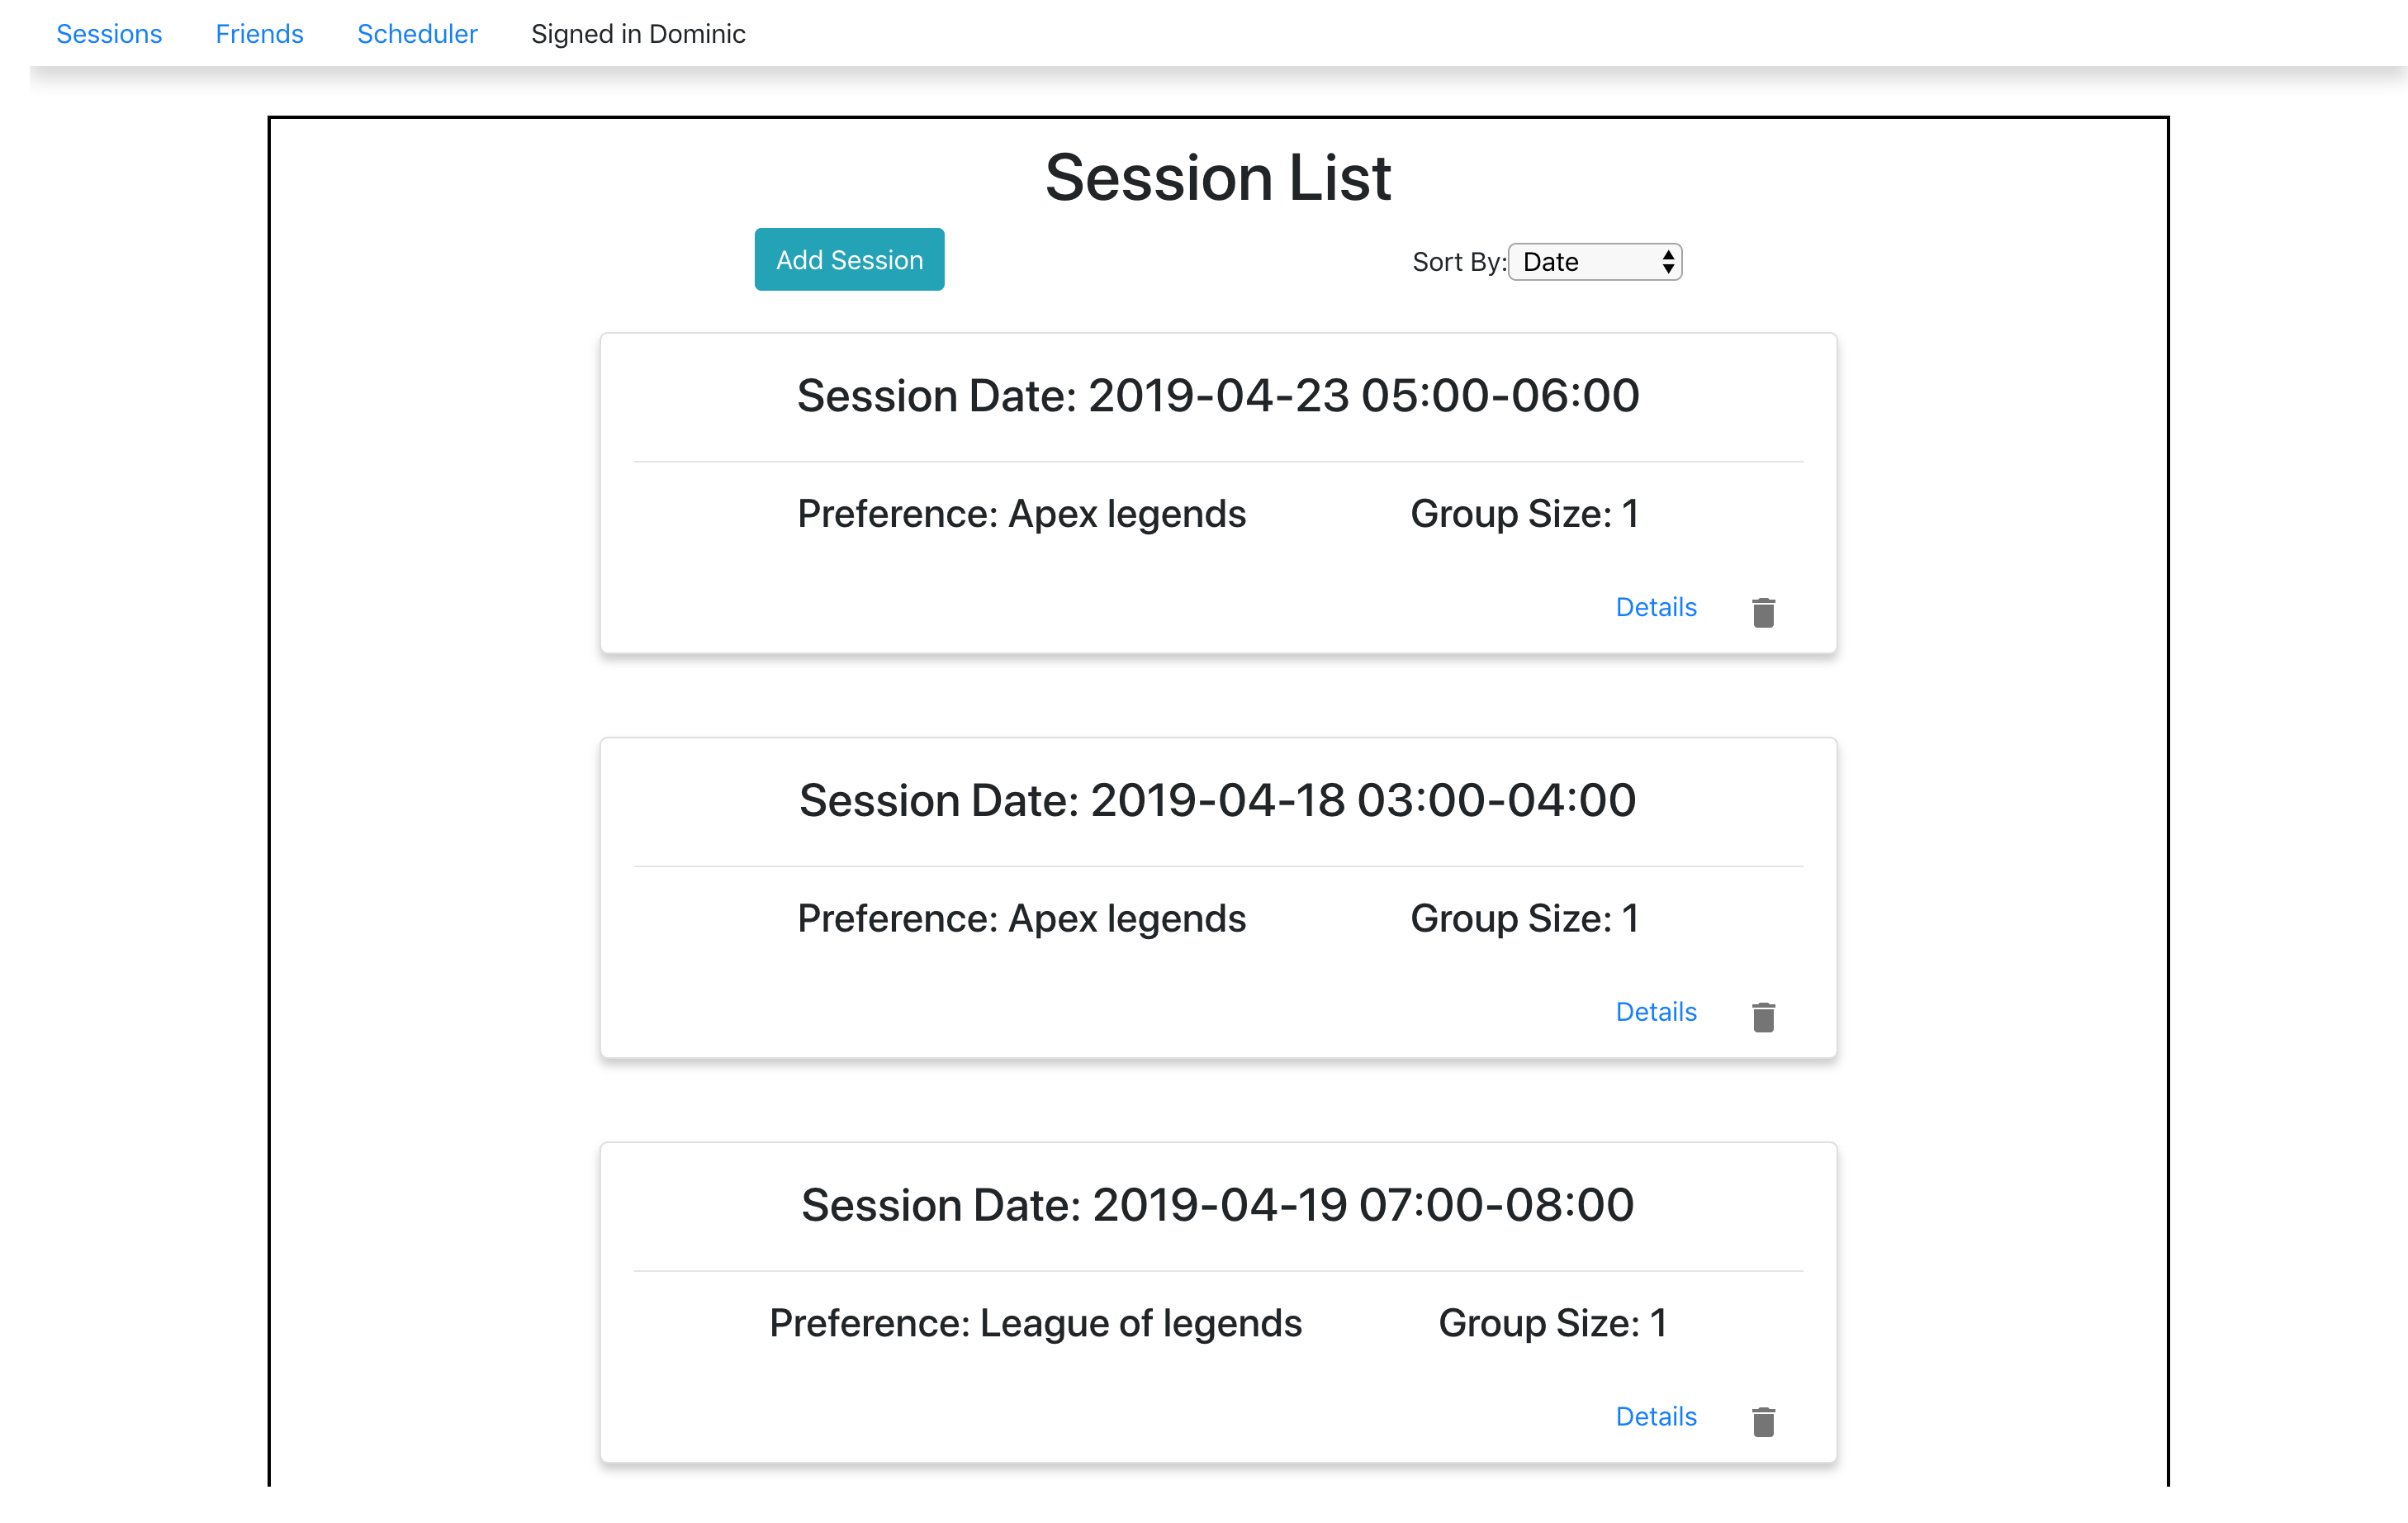 Sessions Friends Scheduler Signed in Dominic
Session List
Add Session Sort By: Date
Session Date: 2019-04-23 05:00-06:00
Preference: Apex legends Group Size: 1
Details
Session Date: 2019-04-18 03:00-04:00
Preference: Apex legends Group Size: 1
Details
Session Date: 2019-04-19 07:00-08:00
Preference: League of legends Group Size: 1
Details